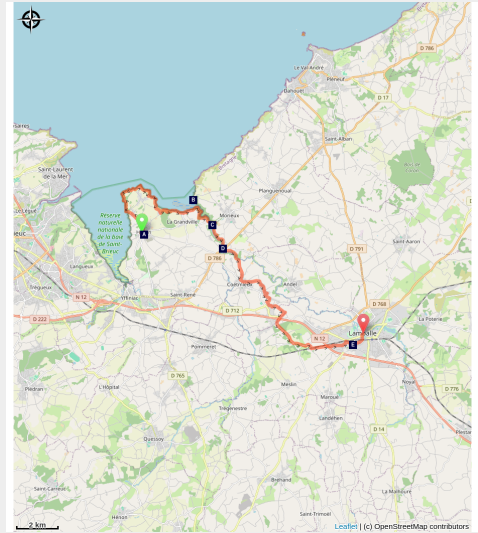 D 786
Le Val-André
Pléneuf
Dahouët
D 17
Saint-Alban
Saint-Laurent
de la Mer
Planguenoual
B
Réserve
naturelle
nationale
de la Baie
de Saint-
Brieuc
La Grandville
Morieux
C
A
D
Saint-Aaron
D 791
D 786
Langueux
Coëtmieux
Andel
Trégueux
N 12
Yffiniac
Saint-René
D 768
D 712
La Poterie
D 222
N 12
Lamballe
E
Pommeret
D 765
Meslin
Noyal
Plédran
L'Hôpital
Maroué
D 776
Trégenestre
Landéhen
D 14
Quessoy
Bréhand
Saint-Carreuc
La Malhoure
Hénon
Saint-Trimoël
2 km
Leaflet | (c) OpenStreetMap contributors